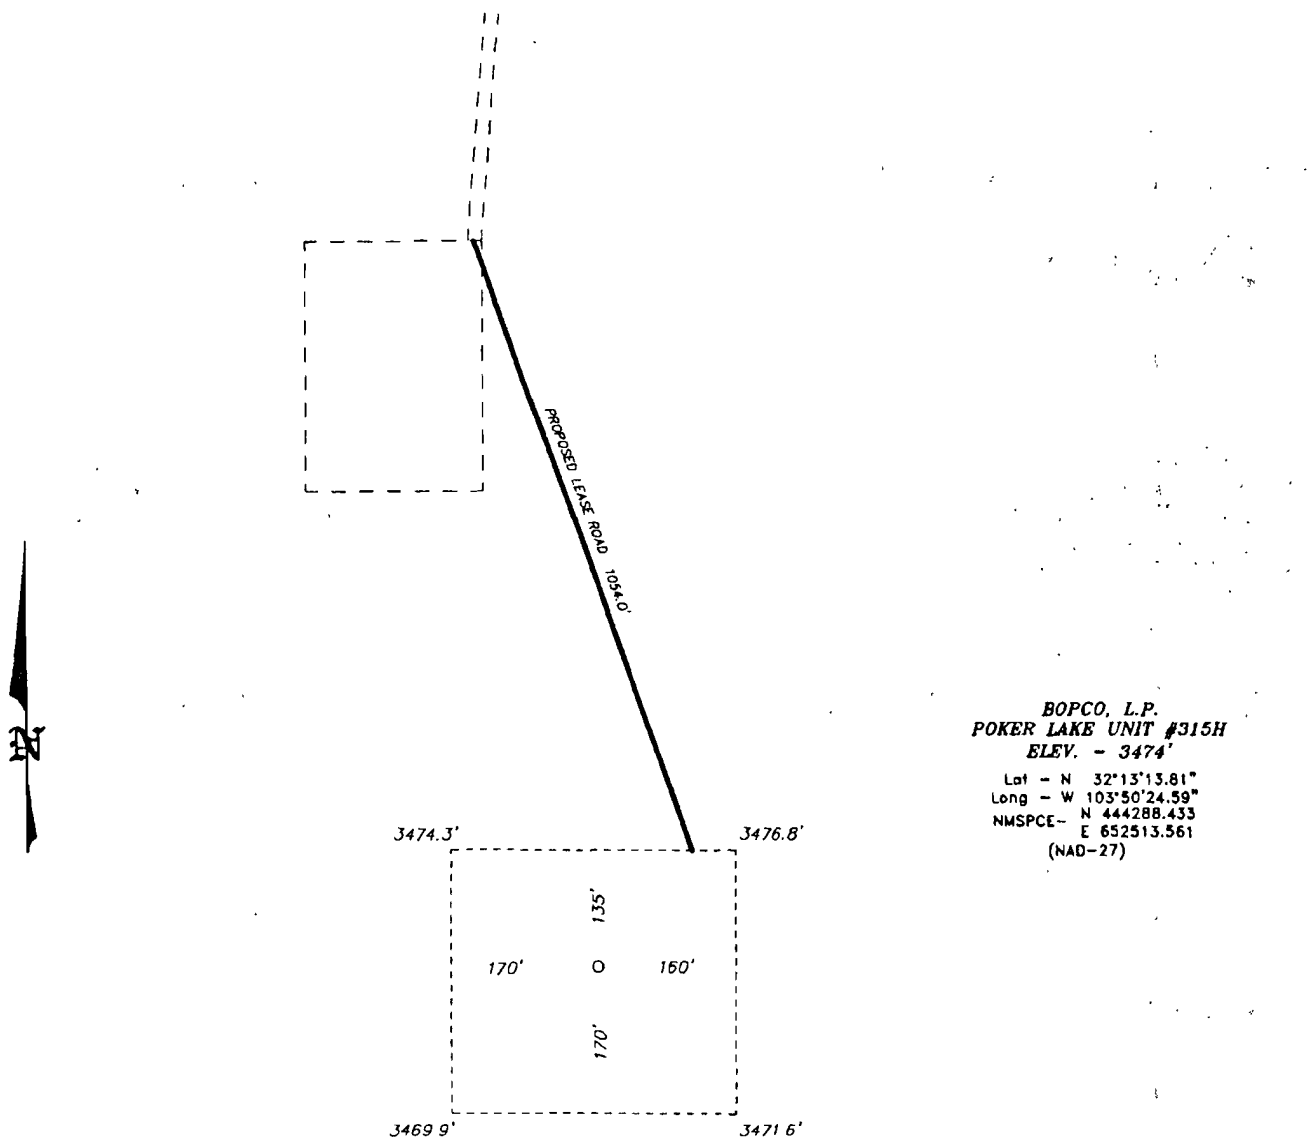 PROPOSED LEASE ROAD 1054.0'
N
BOPCO, L.P.
POKER LAKE UNIT #315H
ELEV. - 3474'
Lat - N 32°13'13.81"
Long - W 103°50'24.59"
NMSPCE- N 444288.433
E 652513.561
(NAD-27)
3474.3' 3476.8'
135'
170' O 160'
170'
3469 9' 3471 6'